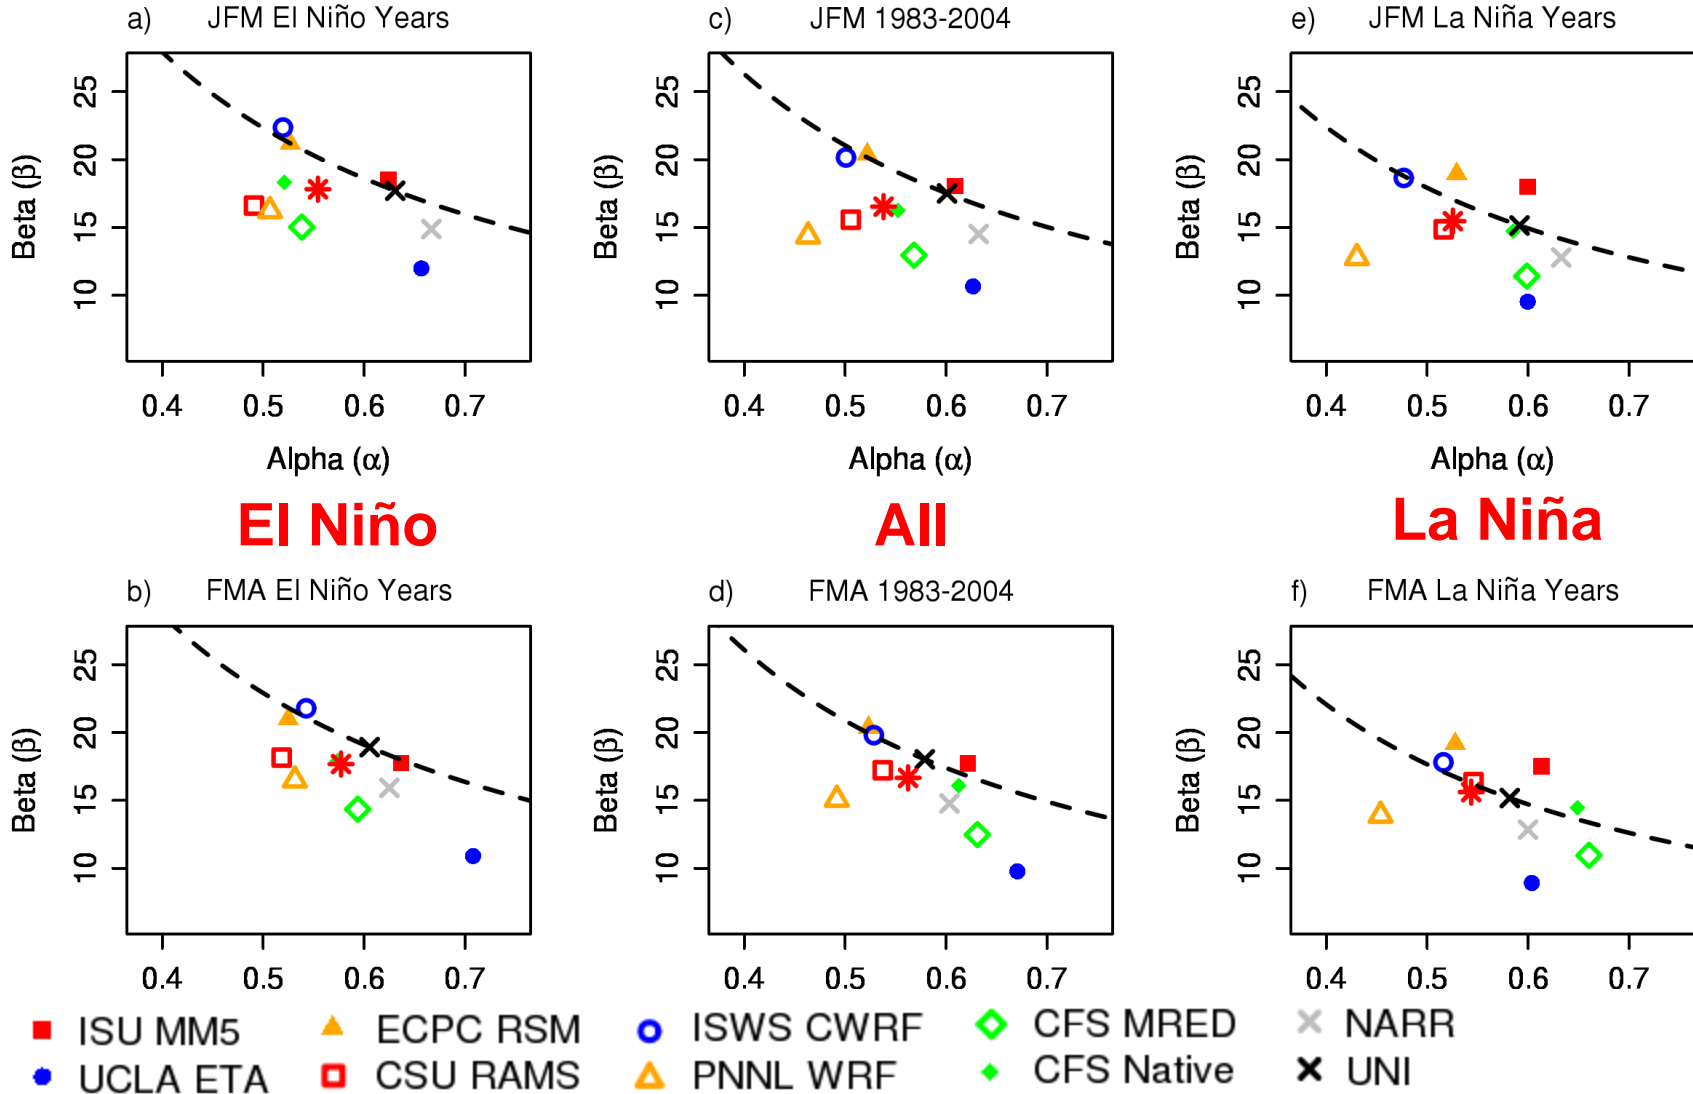 a) JFM El Niño Years
c) JFM 1983-2004
e) JFM La Niña Years
Beta (β)
25
20
15
10
0.4 0.5 0.6 0.7
Alpha (α)
Beta (β)
25
20
15
10
0.4 0.5 0.6 0.7
Alpha (α)
Beta (β)
25
20
15
10
0.4 0.5 0.6 0.7
Alpha (α)
El Niño
All
La Niña
b) FMA El Niño Years
d) FMA 1983-2004
f) FMA La Niña Years
Beta (β)
25
20
15
10
0.4 0.5 0.6 0.7
Beta (β)
25
20
15
10
0.4 0.5 0.6 0.7
Beta (β)
25
20
15
10
0.4 0.5 0.6 0.7
ISU MM5
ECPC RSM
ISWS CWRF
CFS MRED
NARR
UCLA ETA
CSU RAMS
PNNL WRF
CFS Native
UNI